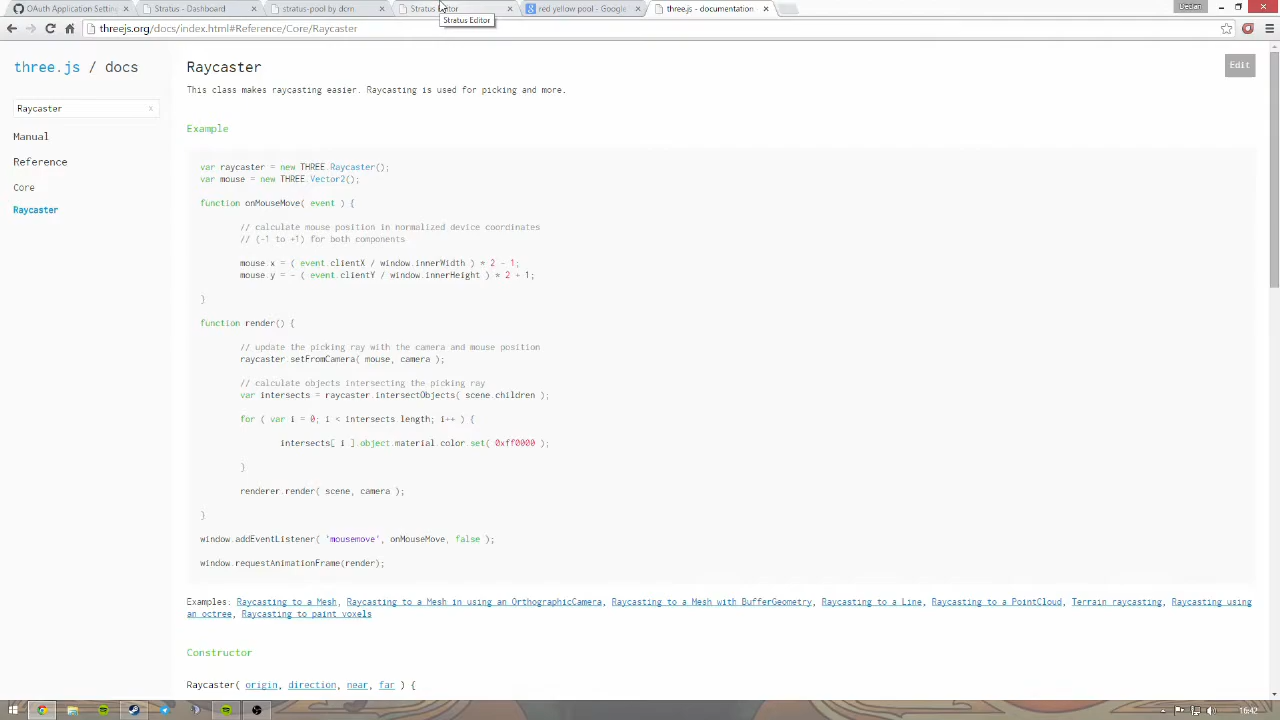 OAuth Application Setting
Stratus - Dashboard
stratus-pool by dcm
Stratus Editor
red yellow pool - Google
three.js - documentation
Dedan
Stratus Editor
threejs.org/docs/index.html#Reference/Core/Raycaster
three.js / docs
Raycaster x
Manual
Reference
Core
Raycaster
Raycaster
Edit
This class makes raycasting easier. Raycasting is used for picking and more.
Example
var raycaster = new THREE.Raycaster();
var mouse = new THREE.Vector2();
function onMouseMove( event ) {
// calculate mouse position in normalized device coordinates
// (-1 to +1) for both components
mouse.x = ( event.clientX / window.innerWidth ) * 2 - 1;
mouse.y = - ( event.clientY / window.innerHeight ) * 2 + 1;
}
function render() {
// update the picking ray with the camera and mouse position
raycaster.setFromCamera( mouse, camera );
// calculate objects intersecting the picking ray
var intersects = raycaster.intersectObjects( scene.children );
for ( var i = 0; i < intersects.length; i++ ) {
intersects[ i ].object.material.color.set( 0xff0000 );
}
renderer.render( scene, camera );
}
window.addEventListener( 'mousemove', onMouseMove, false );
window.requestAnimationFrame(render);
Examples: Raycasting to a Mesh, Raycasting to a Mesh in using an OrthographicCamera, Raycasting to a Mesh with BufferGeometry, Raycasting to a Line, Raycasting to a PointCloud, Terrain raycasting, Raycasting using
an octree, Raycasting to paint voxels
Constructor
Raycaster( origin, direction, near, far ) {
16:42